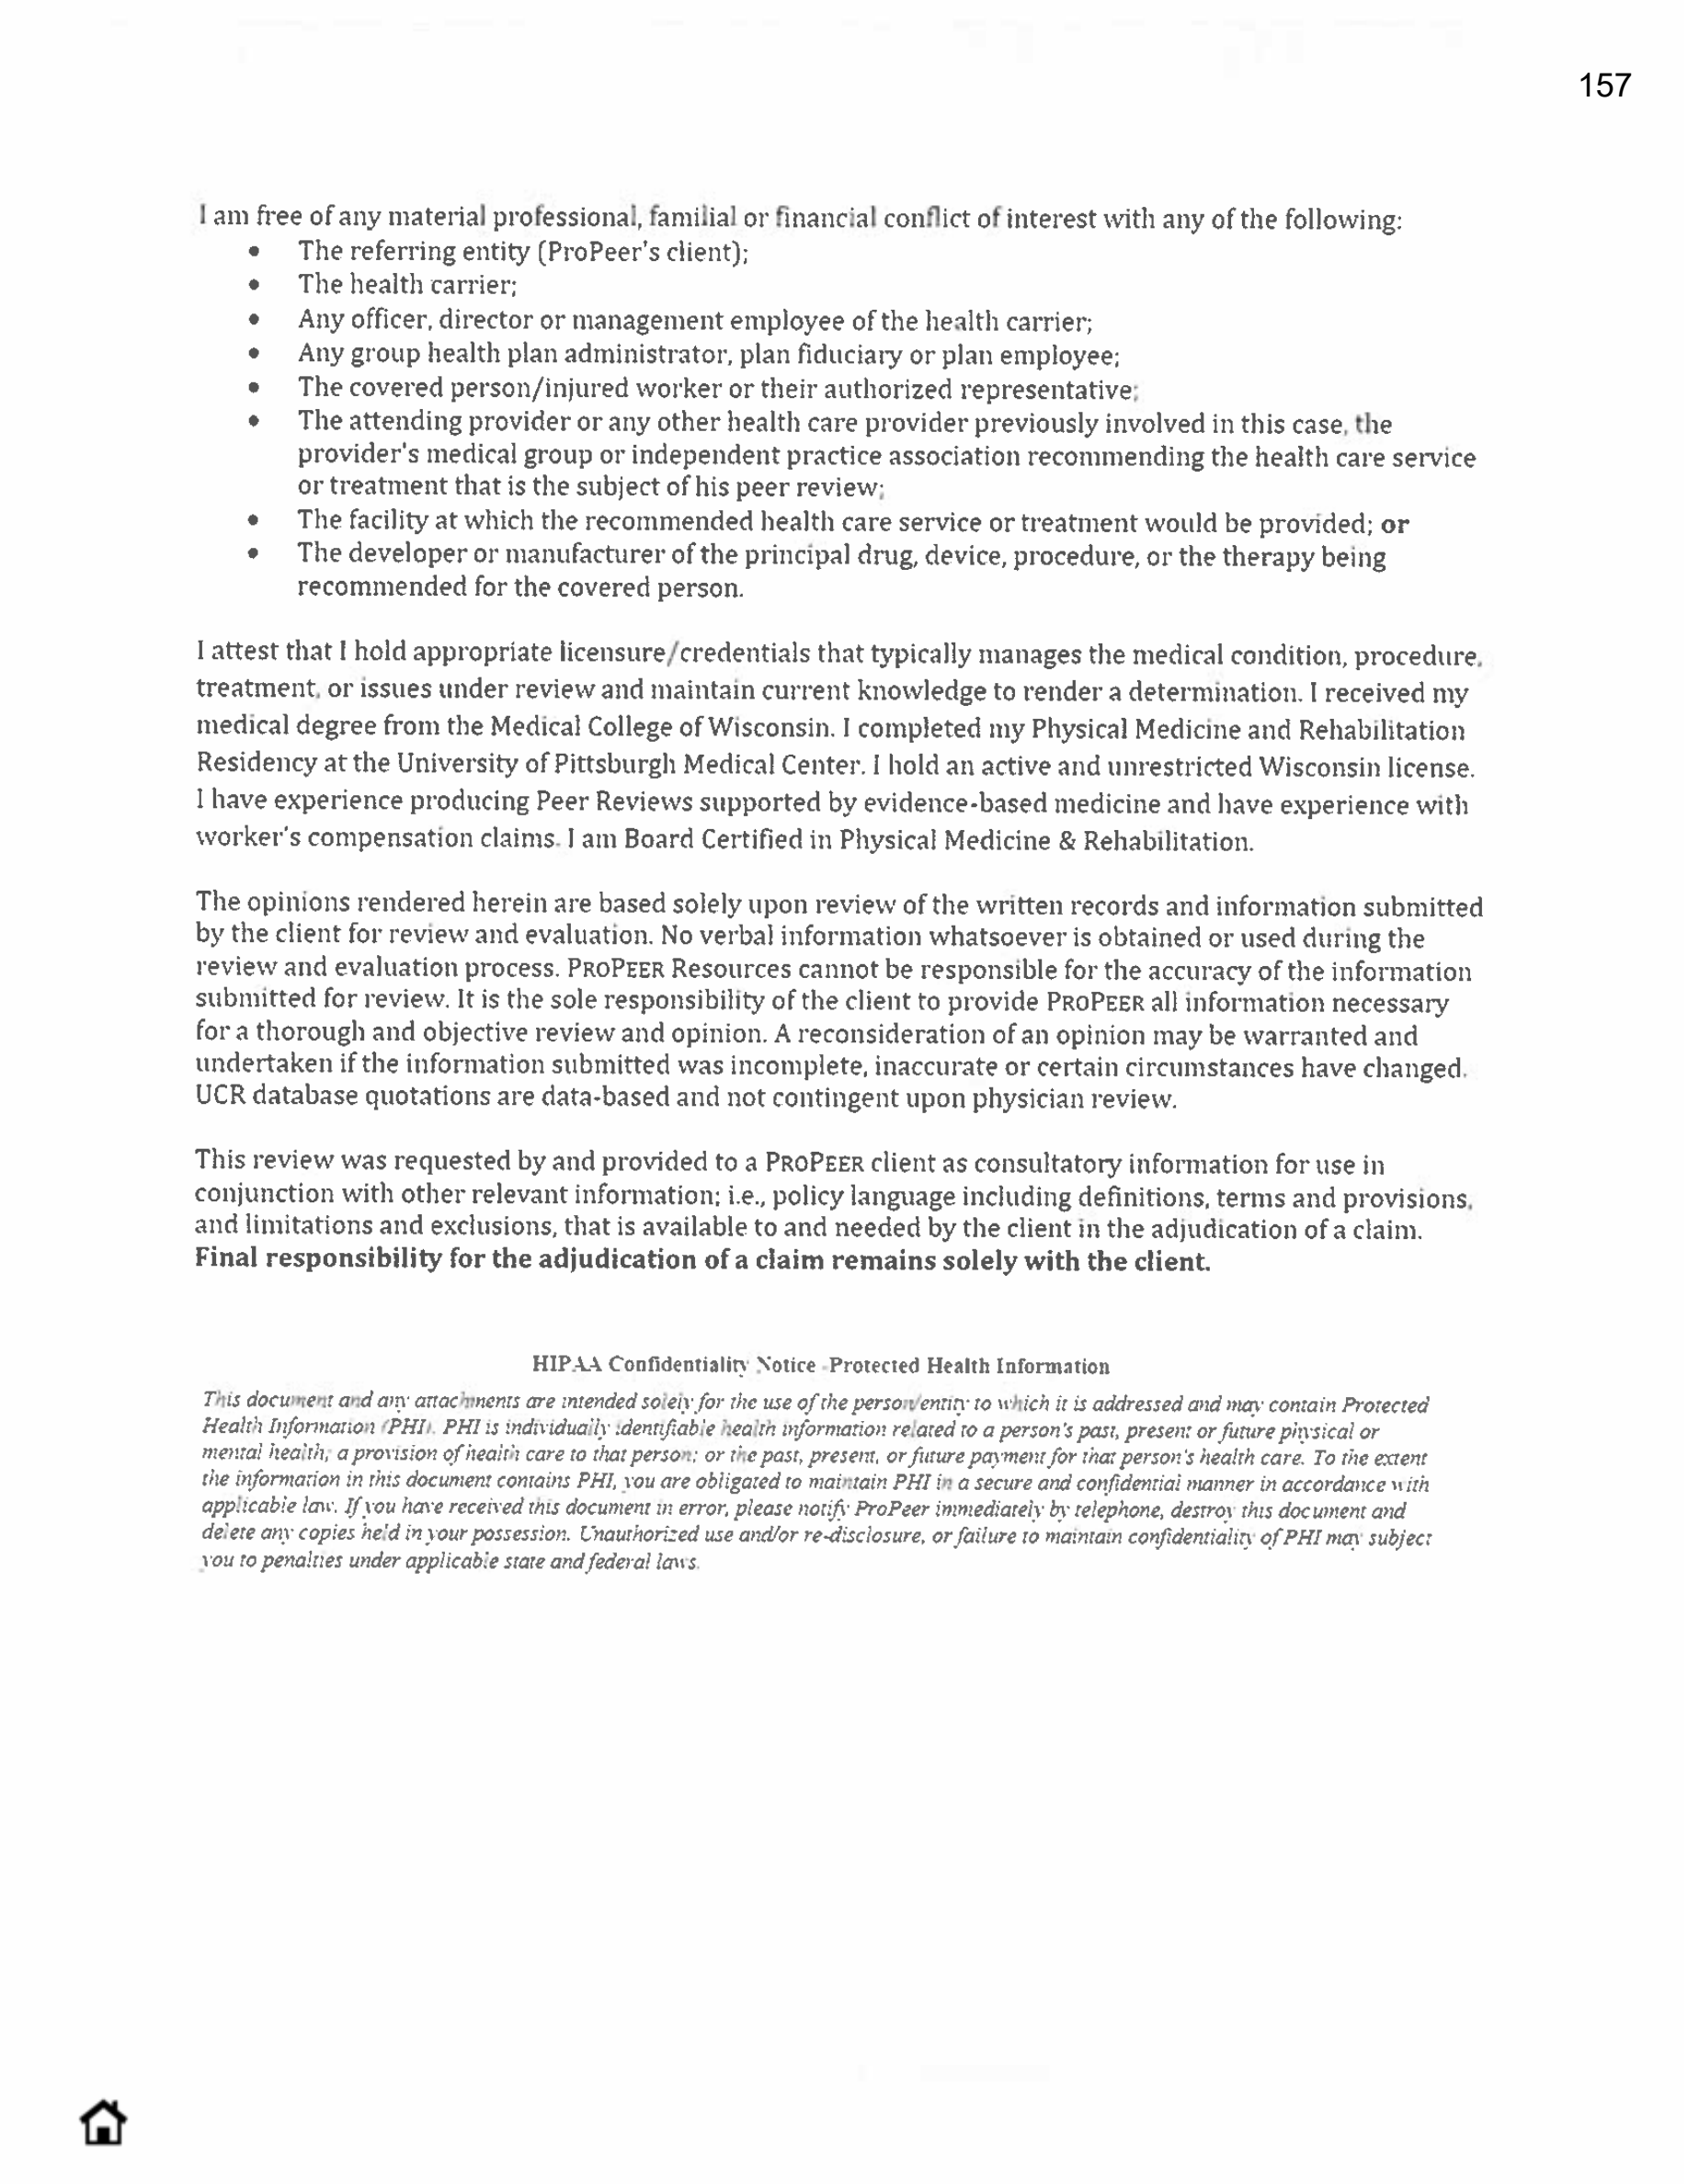 157
I am free of any material professional, familial or financial conflict of interest with any of the following:
• The referring entity (ProPeer's client);
• The health carrier;
• Any officer, director or management employee of the health carrier;
• Any group health plan administrator, plan fiduciary or plan employee;
• The covered person/injured worker or their authorized representative;
• The attending provider or any other health care provider previously involved in this case, the
provider's medical group or independent practice association recommending the health care service
or treatment that is the subject of his peer review;
• The facility at which the recommended health care service or treatment would be provided; or
• The developer or manufacturer of the principal drug, device, procedure, or the therapy being
recommended for the covered person.
I attest that I hold appropriate licensure/credentials that typically manages the medical condition, procedure,
treatment, or issues under review and maintain current knowledge to render a determination. I received my
medical degree from the Medical College of Wisconsin. I completed my Physical Medicine and Rehabilitation
Residency at the University of Pittsburgh Medical Center. I hold an active and unrestricted Wisconsin license.
I have experience producing Peer Reviews supported by evidence-based medicine and have experience with
worker's compensation claims. I am Board Certified in Physical Medicine & Rehabilitation.
The opinions rendered herein are based solely upon review of the written records and information submitted
by the client for review and evaluation. No verbal information whatsoever is obtained or used during the
review and evaluation process. PROPEER Resources cannot be responsible for the accuracy of the information
submitted for review. It is the sole responsibility of the client to provide PROPEER all information necessary
for a thorough and objective review and opinion. A reconsideration of an opinion may be warranted and
undertaken if the information submitted was incomplete, inaccurate or certain circumstances have changed.
UCR database quotations are data-based and not contingent upon physician review.
This review was requested by and provided to a PROPEER client as consultatory information for use in
conjunction with other relevant information; i.e., policy language including definitions, terms and provisions,
and limitations and exclusions, that is available to and needed by the client in the adjudication of a claim.
Final responsibility for the adjudication of a claim remains solely with the client.
HIPAA Confidentiality Notice -Protected Health Information
This document and any attachments are intended solely for the use of the person/entity to which it is addressed and may contain Protected
Health Information (PHI). PHI is individually identifiable health information related to a person's past, present or future physical or
mental health; a provision of health care to that person; or the past, present, or future payment for that person's health care. To the extent
the information in this document contains PHI, you are obligated to maintain PHI in a secure and confidential manner in accordance with
applicable law. If you have received this document in error, please notify ProPeer immediately by telephone, destroy this document and
delete any copies held in your possession. Unauthorized use and/or re-disclosure, or failure to maintain confidentiality of PHI may subject
you to penalties under applicable state and federal laws.